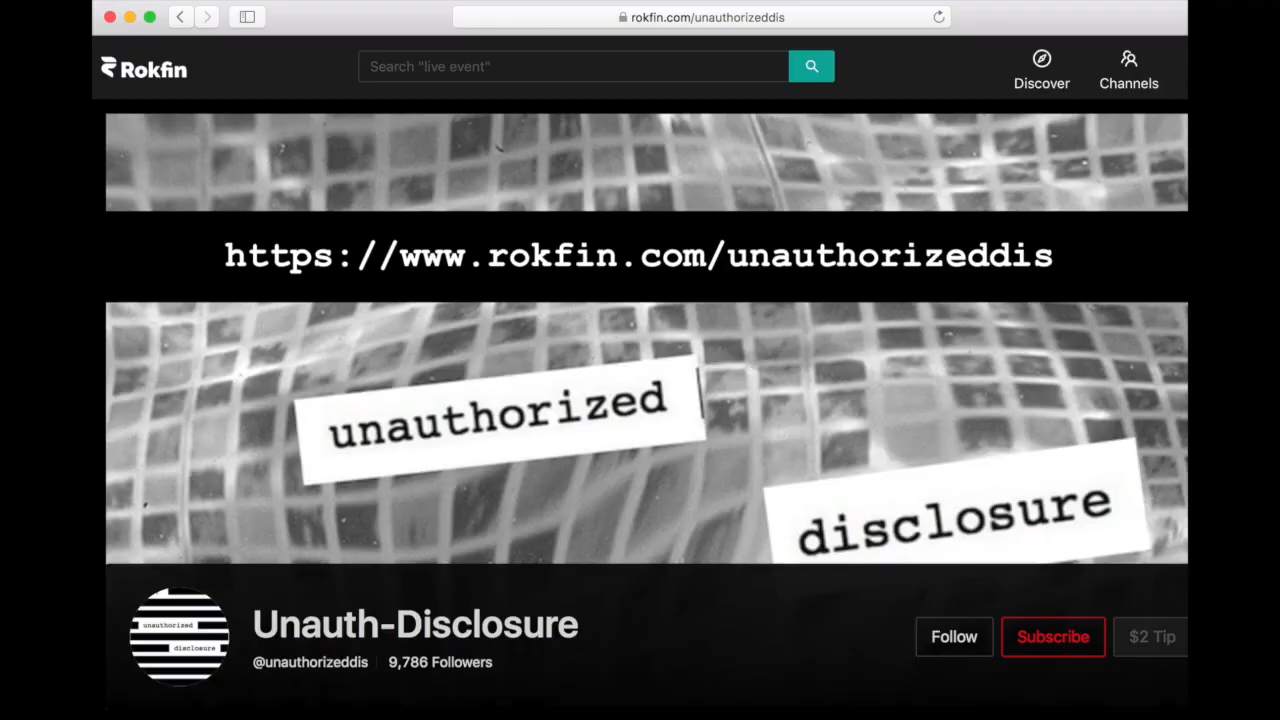 rokfin.com/unauthorizeddis
Rokfin
Search "live event"
Discover
Channels
https://www.rokfin.com/unauthorizeddis
unauthorized
disclosure
unauthorized
disclosure
Unauth-Disclosure
@unauthorizeddis
9,786 Followers
Follow
Subscribe
$2 Tip